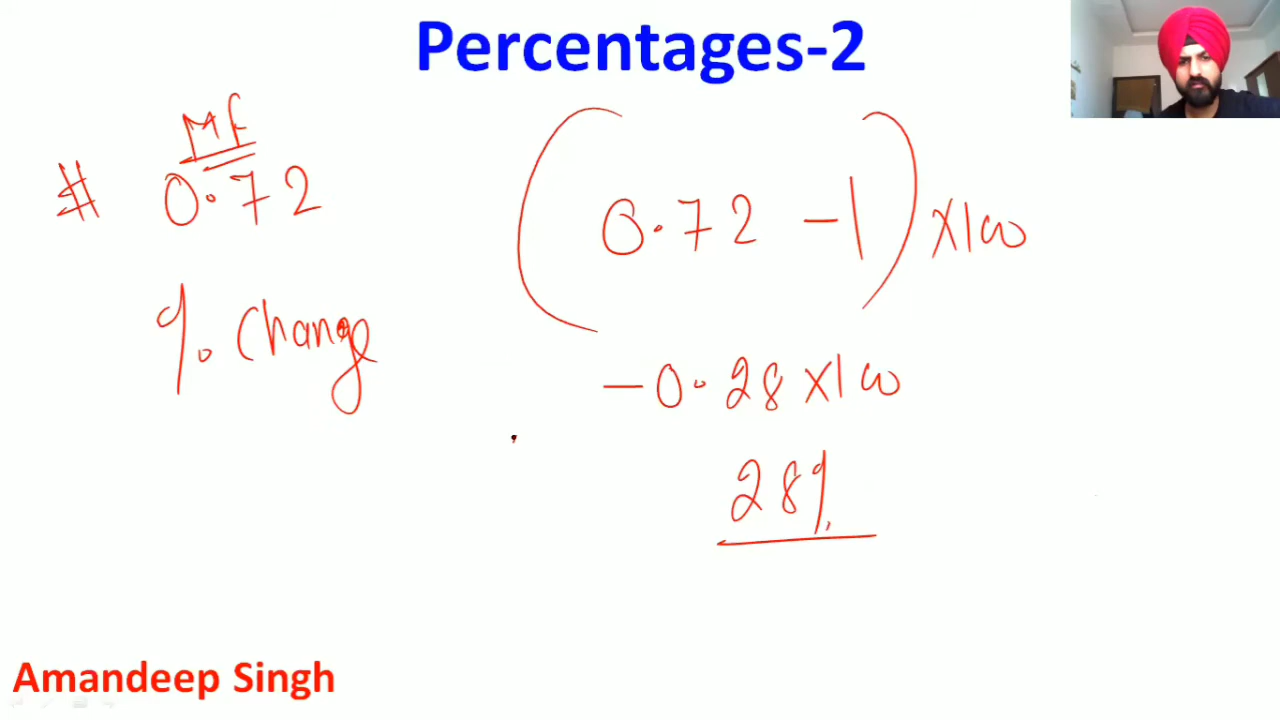 Percentages-2
MF
# 0.72
% Change
(0.72 - 1) x100
-0.28 x100
28%
Amandeep Singh